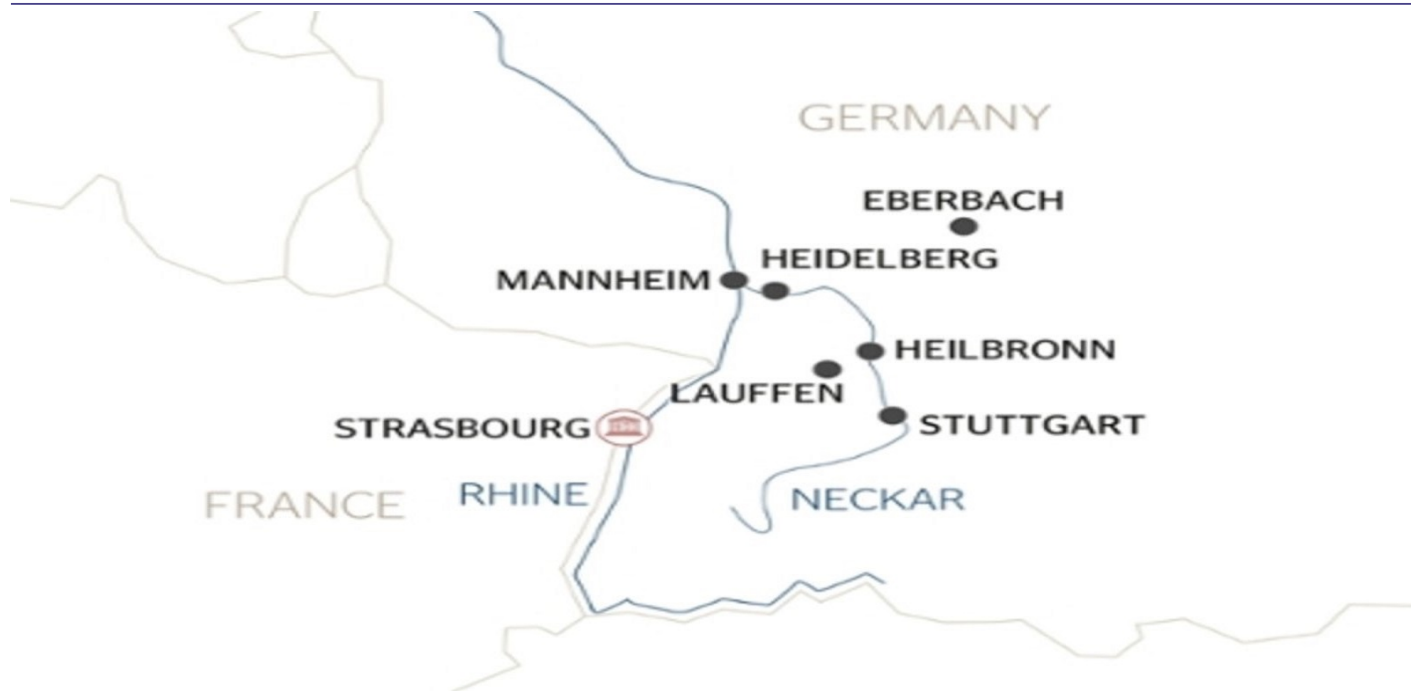 GERMANY
EBERBACH
HEIDELBERG
MANNHEIM
HEILBRONN
LAUFFEN
STRASBOURG
STUTTGART
FRANCE
RHINE
NECKAR